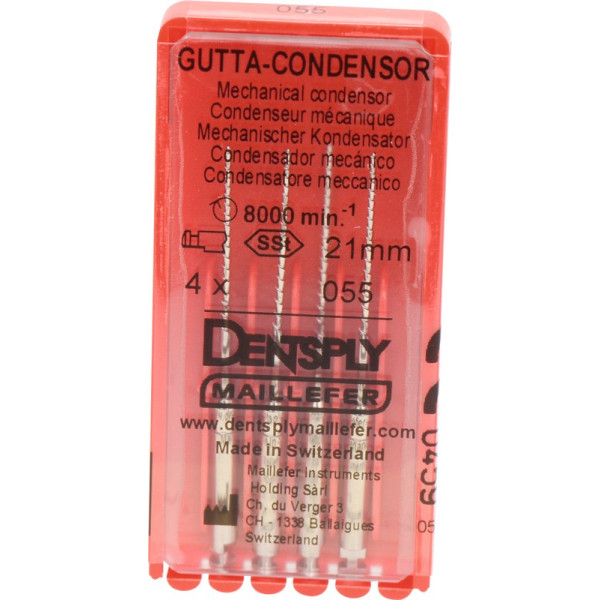 055
GUTTA-CONDENSOR
Mechanical condensor
Condenseur mécanique
Mechanischer Kondensator
Condensador mecánico
Condensatore meccanico
8000 min.-1
SSt 21mm
4 x 055
DENTSPLY
MAILLEFER
www.dentsplymaillefer.com
Made in Switzerland
Maillefer Instruments
Holding Sàrl
Ch. du Verger 3
CH - 1338 Ballaigues
Switzerland
0459
05